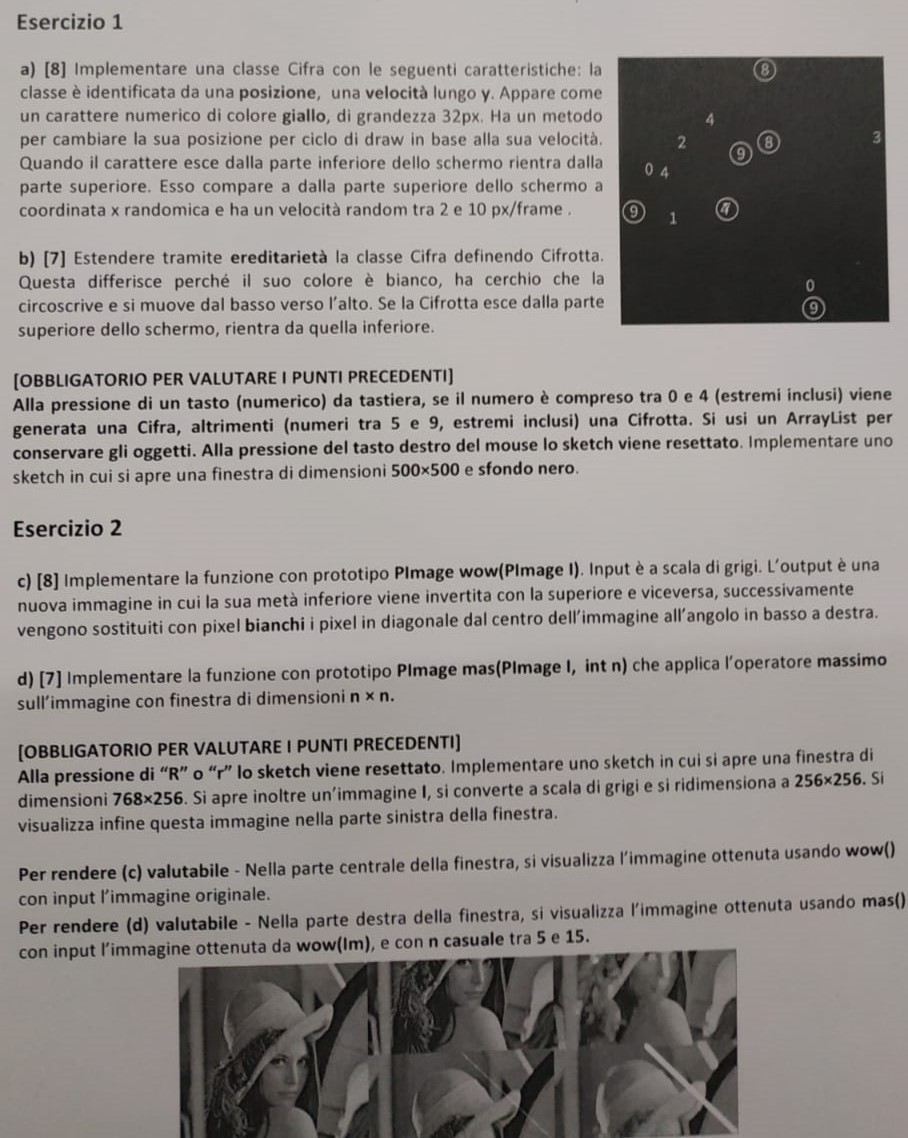 Esercizio 1
a) [8] Implementare una classe Cifra con le seguenti caratteristiche: la
classe è identificata da una posizione, una velocità lungo y. Appare come
un carattere numerico di colore giallo, di grandezza 32px. Ha un metodo
per cambiare la sua posizione per ciclo di draw in base alla sua velocità.
Quando il carattere esce dalla parte inferiore dello schermo rientra dalla
parte superiore. Esso compare a dalla parte superiore dello schermo a
coordinata x randomica e ha un velocità random tra 2 e 10 px/frame .
b) [7] Estendere tramite ereditarietà la classe Cifra definendo Cifrotta.
Questa differisce perché il suo colore è bianco, ha cerchio che la
circoscrive e si muove dal basso verso l'alto. Se la Cifrotta esce dalla parte
superiore dello schermo, rientra da quella inferiore.
8
4
2
9
8
3
0 4
9
1
0
9
[OBBLIGATORIO PER VALUTARE I PUNTI PRECEDENTI]
Alla pressione di un tasto (numerico) da tastiera, se il numero è compreso tra 0 e 4 (estremi inclusi) viene
generata una Cifra, altrimenti (numeri tra 5 e 9, estremi inclusi) una Cifrotta. Si usi un ArrayList per
conservare gli oggetti. Alla pressione del tasto destro del mouse lo sketch viene resettato. Implementare uno
sketch in cui si apre una finestra di dimensioni 500×500 e sfondo nero.
Esercizio 2
c) [8] Implementare la funzione con prototipo PImage wow(PImage I). Input è a scala di grigi. L'output è una
nuova immagine in cui la sua metà inferiore viene invertita con la superiore e viceversa, successivamente
vengono sostituiti con pixel bianchi i pixel in diagonale dal centro dell'immagine all'angolo in basso a destra.
d) [7] Implementare la funzione con prototipo PImage mas(PImage I, int n) che applica l'operatore massimo
sull'immagine con finestra di dimensioni n × n.
[OBBLIGATORIO PER VALUTARE I PUNTI PRECEDENTI]
Alla pressione di "R" o "r" lo sketch viene resettato. Implementare uno sketch in cui si apre una finestra di
dimensioni 768×256. Si apre inoltre un'immagine I, si converte a scala di grigi e si ridimensiona a 256×256. Si
visualizza infine questa immagine nella parte sinistra della finestra.
Per rendere (c) valutabile - Nella parte centrale della finestra, si visualizza l'immagine ottenuta usando wow()
con input l'immagine originale.
Per rendere (d) valutabile - Nella parte destra della finestra, si visualizza l'immagine ottenuta usando mas()
con input l'immagine ottenuta da wow(Im), e con n casuale tra 5 e 15.